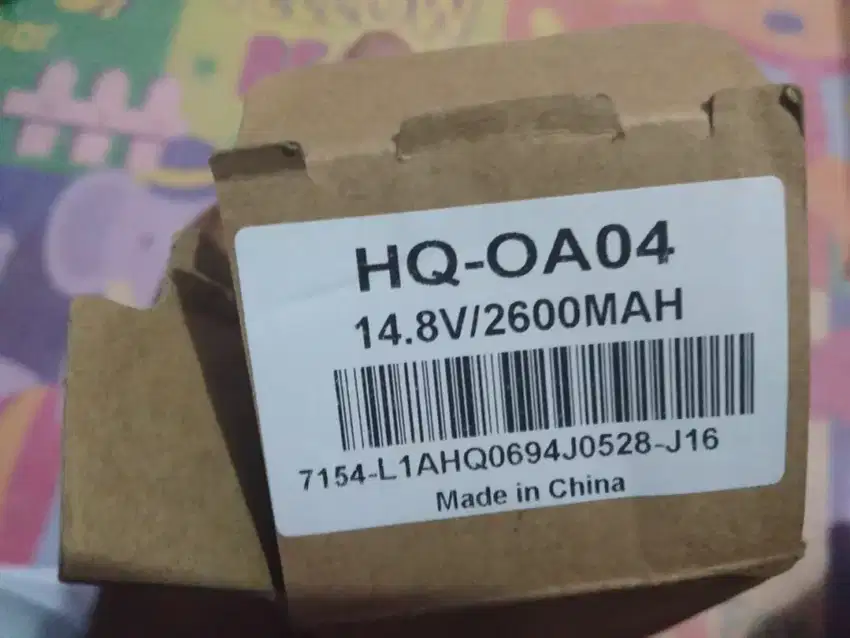 HQ-OA04
14.8V/2600MAH
7154-L1AHQ0694J0528-J16
Made in China